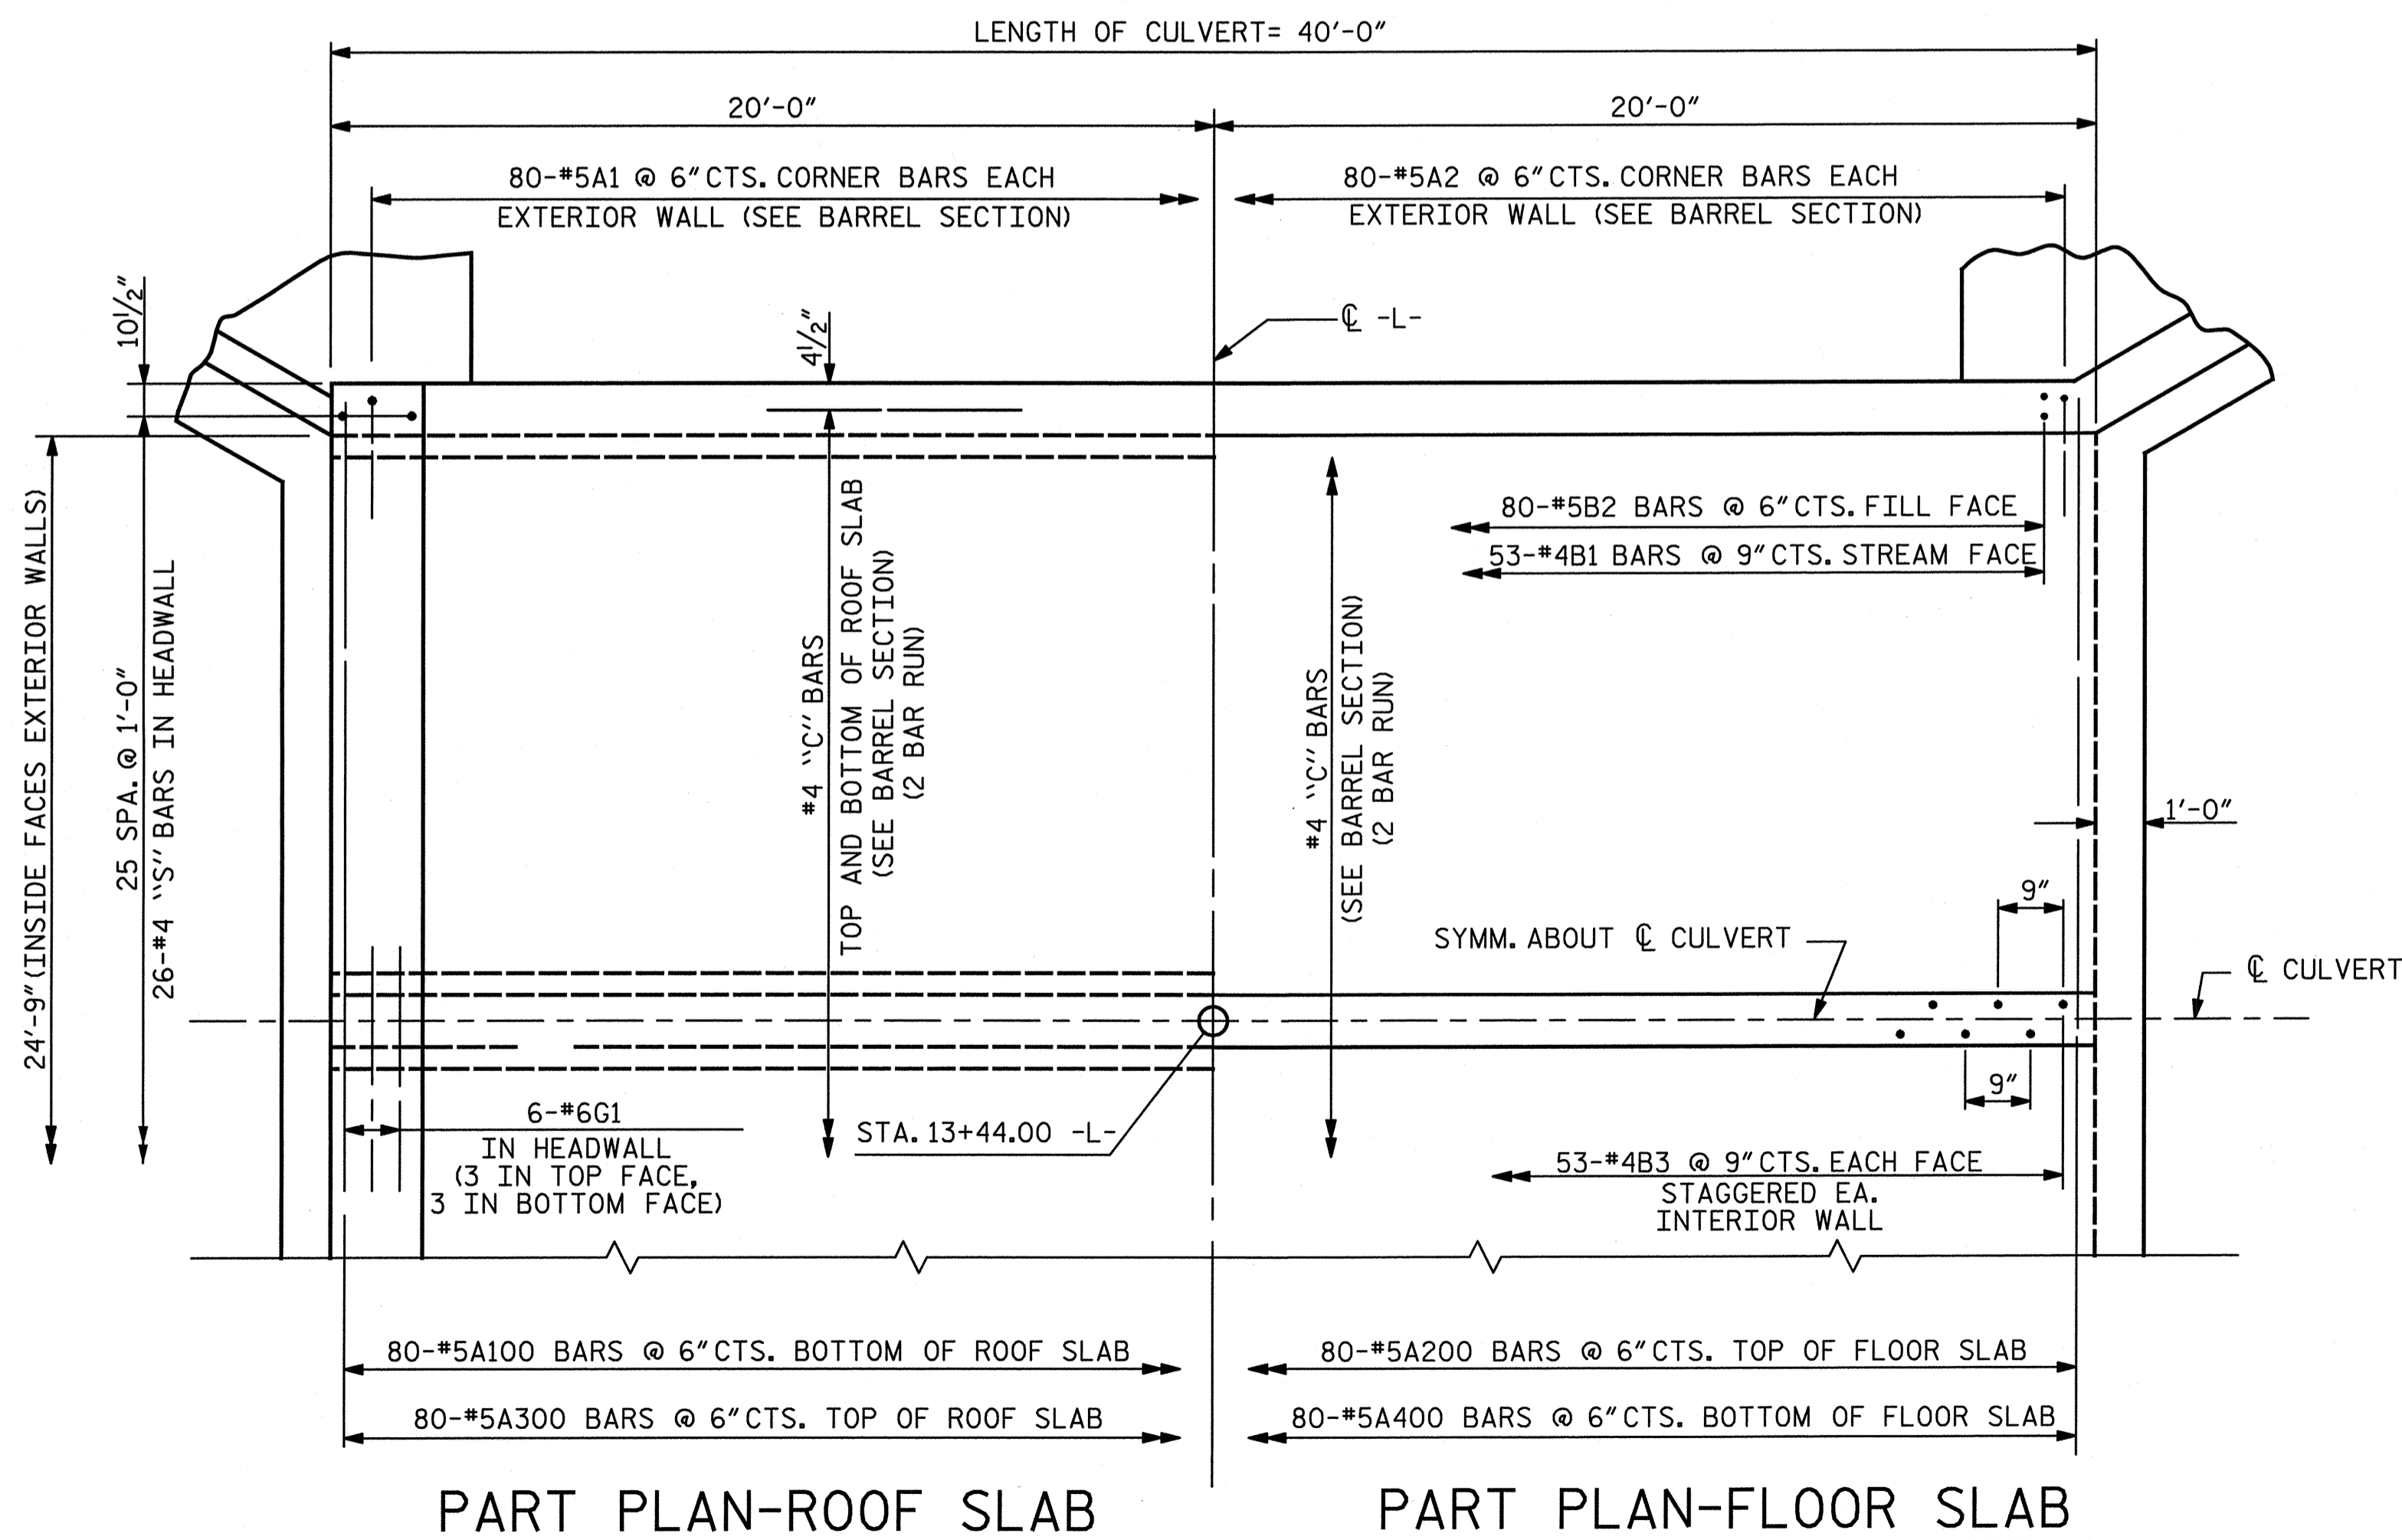 LENGTH OF CULVERT= 40'-0"
20'-0"
20'-0"
80-#5A1 @ 6" CTS. CORNER BARS EACH
EXTERIOR WALL (SEE BARREL SECTION)
80-#5A2 @ 6" CTS. CORNER BARS EACH
EXTERIOR WALL (SEE BARREL SECTION)
10½"
4½"
℄ -L-
24'-9" (INSIDE FACES EXTERIOR WALLS)
25 SPA. @ 1'-0"
26-#4 "S" BARS IN HEADWALL
#4 "C" BARS
TOP AND BOTTOM OF ROOF SLAB
(SEE BARREL SECTION)
(2 BAR RUN)
#4 "C" BARS
(SEE BARREL SECTION)
(2 BAR RUN)
80-#5B2 BARS @ 6" CTS. FILL FACE
53-#4B1 BARS @ 9" CTS. STREAM FACE
1'-0"
9"
SYMM. ABOUT ℄ CULVERT
℄ CULVERT
9"
6-#6G1
IN HEADWALL
(3 IN TOP FACE,
3 IN BOTTOM FACE)
STA. 13+44.00 -L-
53-#4B3 @ 9" CTS. EACH FACE
STAGGERED EA.
INTERIOR WALL
80-#5A100 BARS @ 6" CTS. BOTTOM OF ROOF SLAB
80-#5A200 BARS @ 6" CTS. TOP OF FLOOR SLAB
80-#5A300 BARS @ 6" CTS. TOP OF ROOF SLAB
80-#5A400 BARS @ 6" CTS. BOTTOM OF FLOOR SLAB
PART PLAN-ROOF SLAB
PART PLAN-FLOOR SLAB